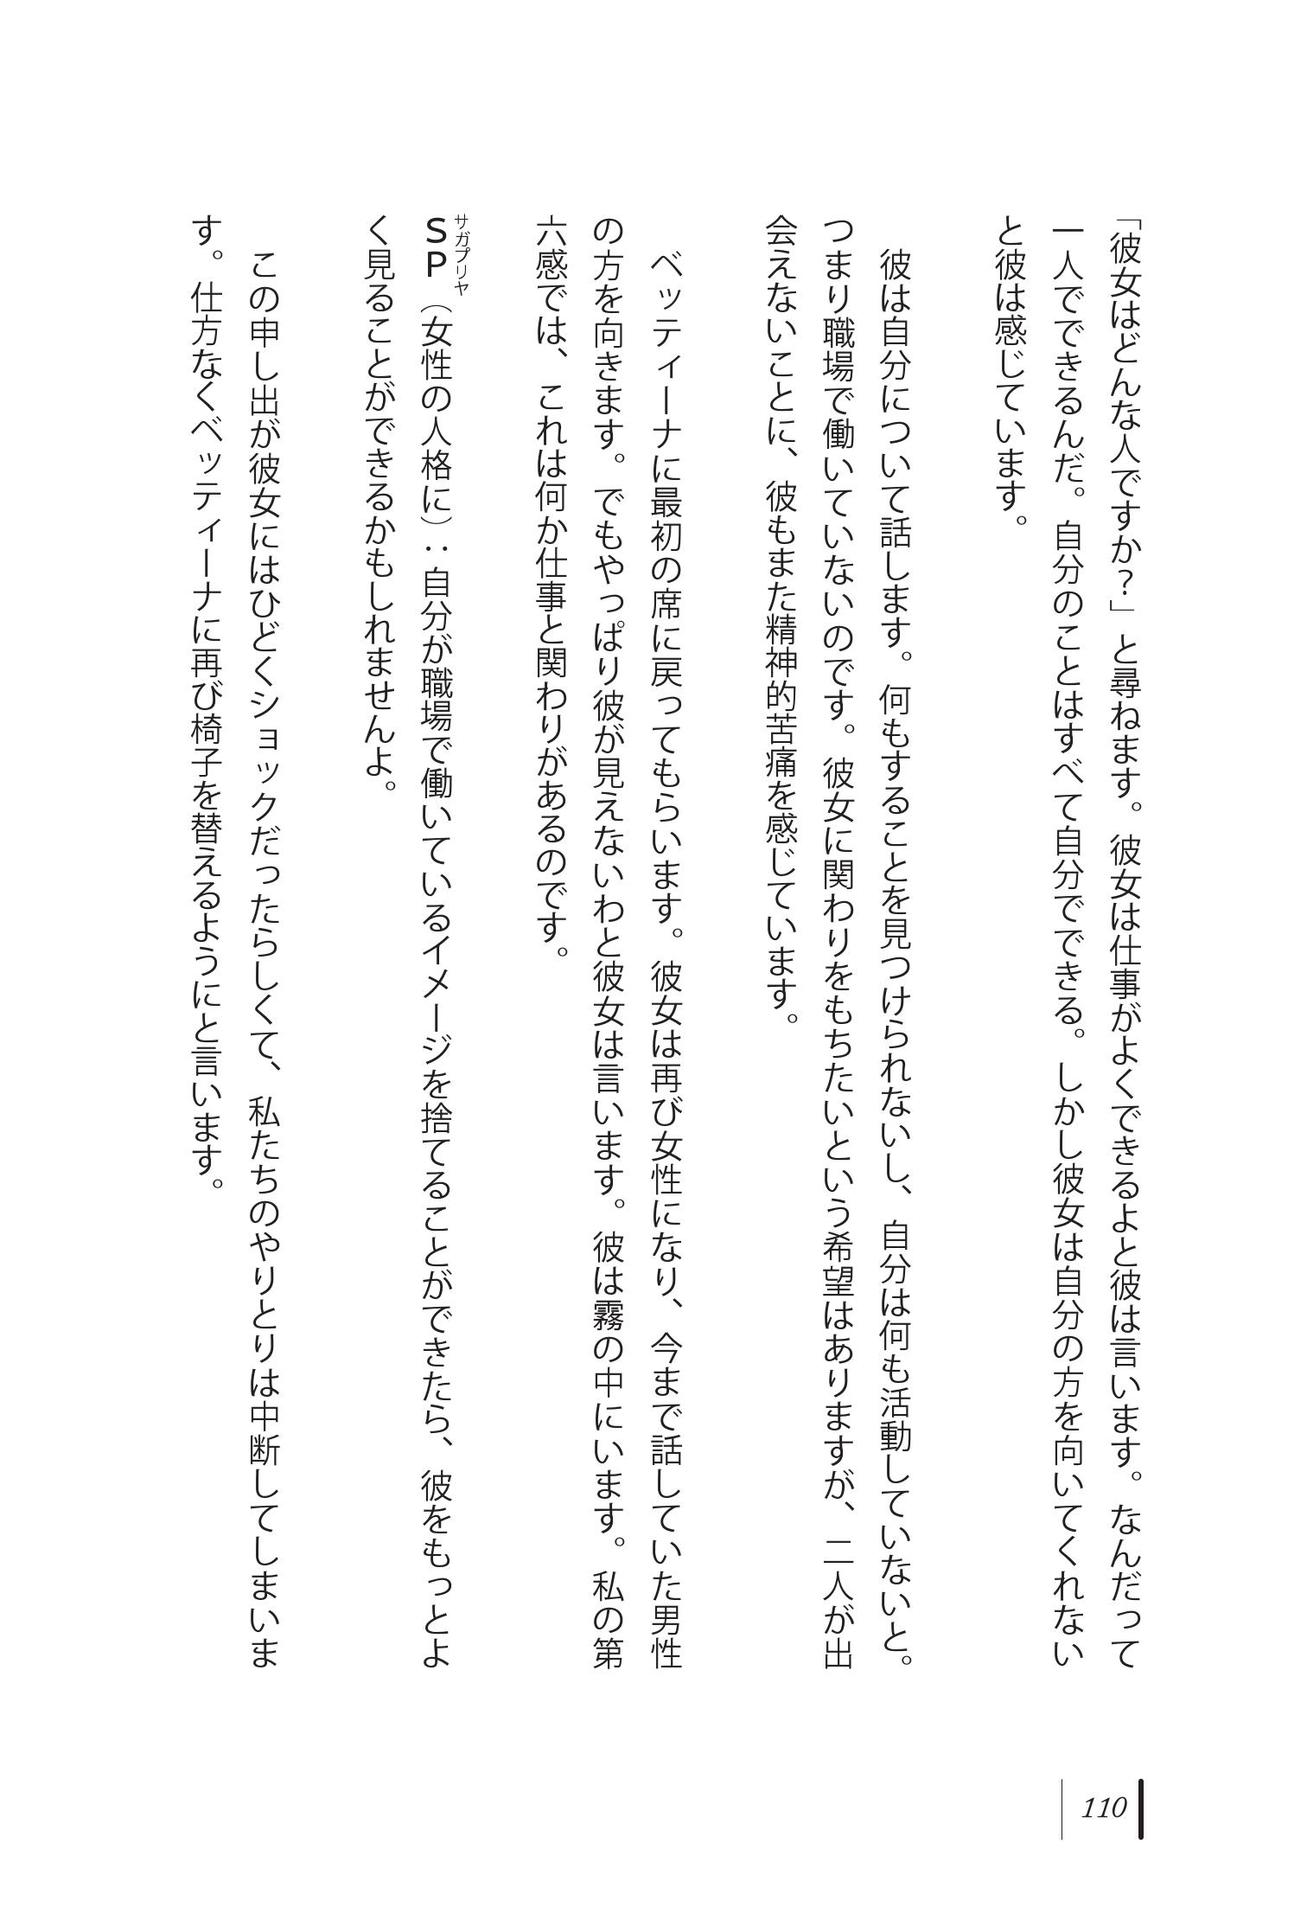 「彼女はどんな人ですか？」と尋ねます。彼女は仕事がよくできるよと彼は言います。なんだって
一人でできるんだ。自分のことはすべて自分でできる。しかし彼女は自分の方を向いてくれない
と彼は感じています。
彼は自分について話します。何もすることを見つけられないし、自分は何も活動していないと。
つまり職場で働いていないのです。彼女に関わりをもちたいという希望はありますが、二人が出
会えないことに、彼もまた精神的苦痛を感じています。
ベッティーナに最初の席に戻ってもらいます。彼女は再び女性になり、今まで話していた男性
の方を向きます。でもやっぱり彼が見えないわと彼女は言います。彼は霧の中にいます。私の第
六感では、これは何か仕事と関わりがあるのです。
サガプリヤ
ＳＰ（女性の人格に）：自分が職場で働いているイメージを捨てることができたら、彼をもっとよ
く見ることができるかもしれませんよ。
この申し出が彼女にはひどくショックだったらしくて、私たちのやりとりは中断してしまいま
す。仕方なくベッティーナに再び椅子を替えるようにと言います。
110